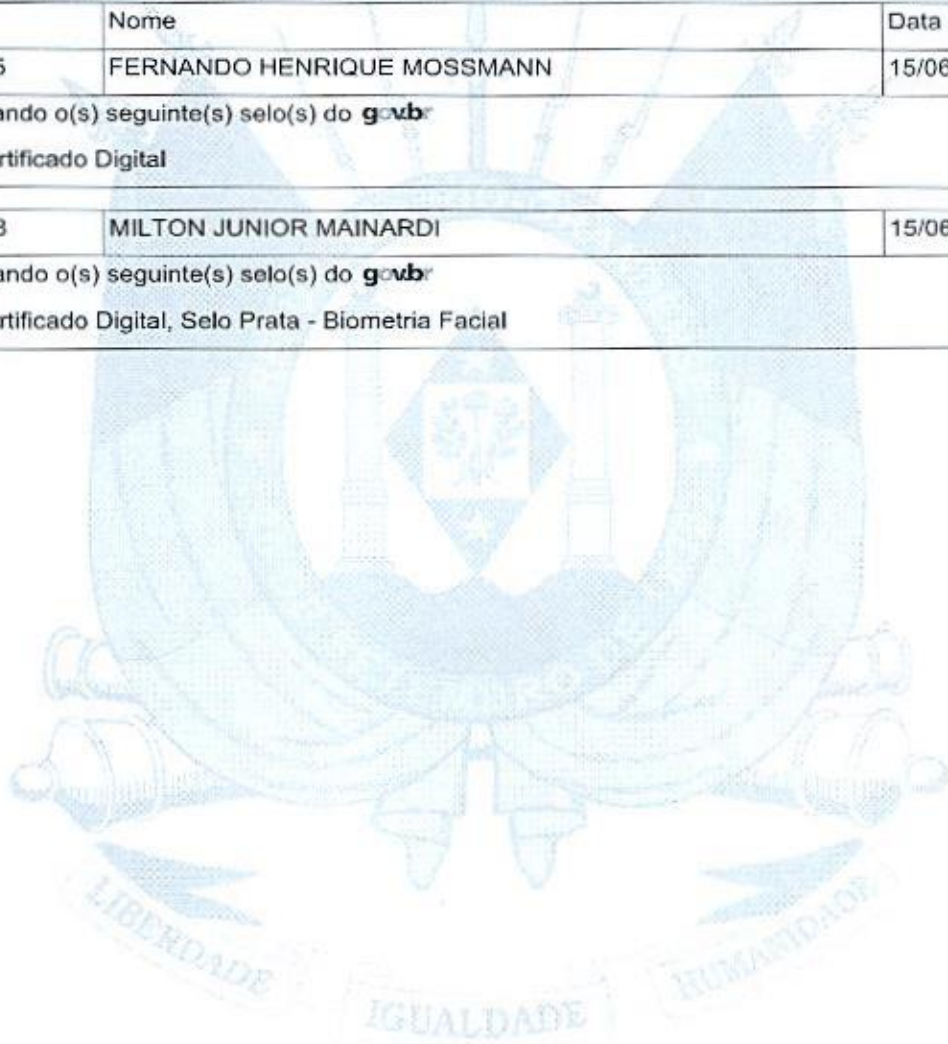 Nome Data
5 FERNANDO HENRIQUE MOSSMANN 15/06
ando o(s) seguinte(s) selo(s) do gov.br
rtificado Digital
3 MILTON JUNIOR MAINARDI 15/06
ando o(s) seguinte(s) selo(s) do gov.br
rtificado Digital, Selo Prata - Biometria Facial
LIBERDADE
IGUALDADE
HUMANIDADE